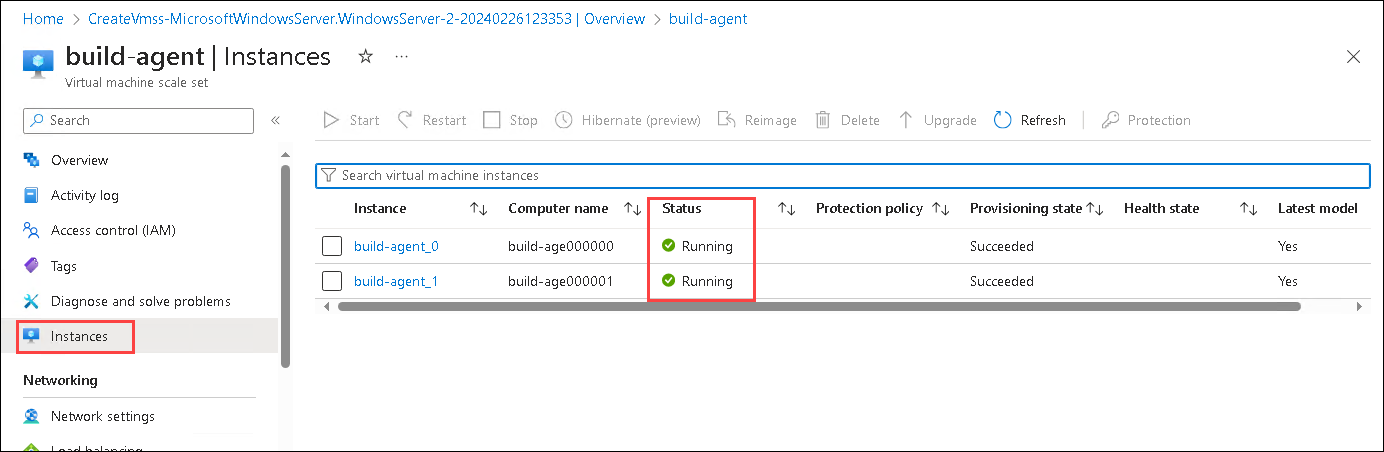 Home > CreateVmss-MicrosoftWindowsServer.WindowsServer-2-20240226123353 | Overview > build-agent
build-agent | Instances ☆ ...
Virtual machine scale set
Search «
Start Restart Stop Hibernate (preview) Reimage Delete Upgrade Refresh Protection
Overview
Activity log
Access control (IAM)
Tags
Diagnose and solve problems
Instances
Networking
Network settings
Load balancing
Search virtual machine instances
Instance Computer name Status Protection policy Provisioning state Health state Latest model
build-agent_0 build-age000000 Running Succeeded Yes
build-agent_1 build-age000001 Running Succeeded Yes